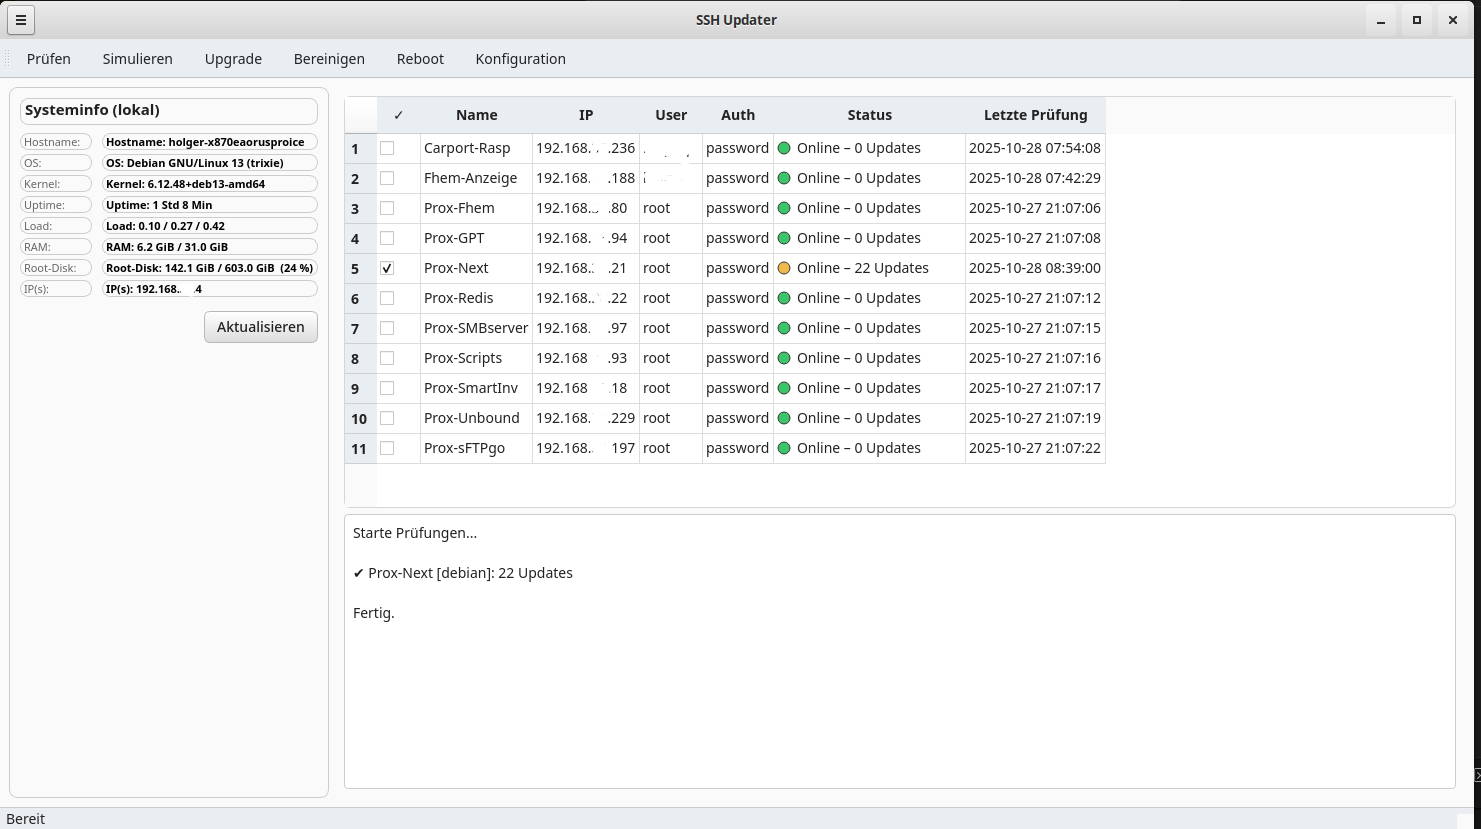 SSH Updater
Prüfen Simulieren Upgrade Bereinigen Reboot Konfiguration
Systeminfo (lokal)
Hostname: Hostname: holger-x870eaorusproice
OS: OS: Debian GNU/Linux 13 (trixie)
Kernel: Kernel: 6.12.48+deb13-amd64
Uptime: Uptime: 1 Std 8 Min
Load: Load: 0.10 / 0.27 / 0.42
RAM: RAM: 6.2 GiB / 31.0 GiB
Root-Disk: Root-Disk: 142.1 GiB / 603.0 GiB (24 %)
IP(s): IP(s): 192.168. .4
Aktualisieren
✓ Name IP User Auth Status Letzte Prüfung
1 Carport-Rasp 192.168. .236 password Online – 0 Updates 2025-10-28 07:54:08
2 Fhem-Anzeige 192.168. .188 password Online – 0 Updates 2025-10-28 07:42:29
3 Prox-Fhem 192.168. .80 root password Online – 0 Updates 2025-10-27 21:07:06
4 Prox-GPT 192.168. .94 root password Online – 0 Updates 2025-10-27 21:07:08
5 ✓ Prox-Next 192.168. .21 root password Online – 22 Updates 2025-10-28 08:39:00
6 Prox-Redis 192.168. .22 root password Online – 0 Updates 2025-10-27 21:07:12
7 Prox-SMBserver 192.168. .97 root password Online – 0 Updates 2025-10-27 21:07:15
8 Prox-Scripts 192.168 .93 root password Online – 0 Updates 2025-10-27 21:07:16
9 Prox-SmartInv 192.168 .18 root password Online – 0 Updates 2025-10-27 21:07:17
10 Prox-Unbound 192.168. .229 root password Online – 0 Updates 2025-10-27 21:07:19
11 Prox-sFTPgo 192.168. 197 root password Online – 0 Updates 2025-10-27 21:07:22
Starte Prüfungen...
✔ Prox-Next [debian]: 22 Updates
Fertig.
Bereit